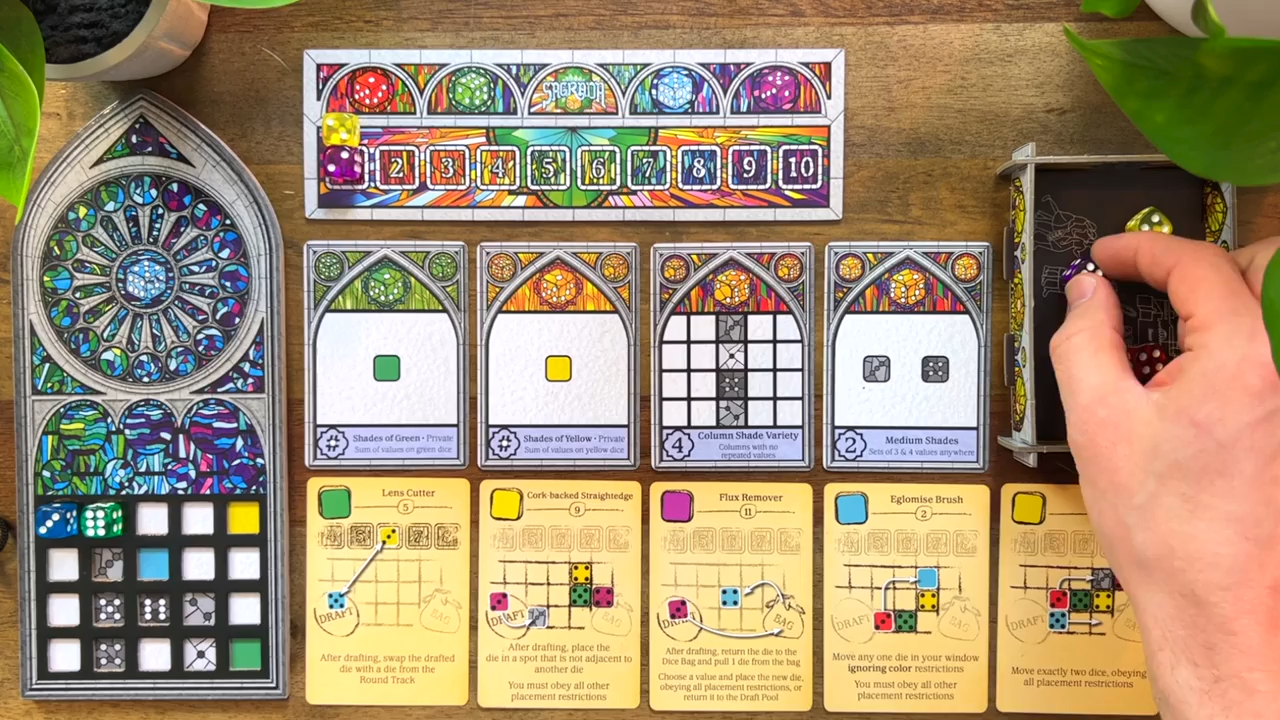 SAGRADA
2 3 4 5 6 7 8 9 10
# Shades of Green • Private
Sum of values on green dice
# Shades of Yellow • Private
Sum of values on yellow dice
4 Column Shade Variety
Columns with no
repeated values
2 Medium Shades
Sets of 3 & 4 values anywhere
Lens Cutter
5
DRAFT
BAG
After drafting, swap the drafted
die with a die from the
Round Track
Cork-backed Straightedge
9
DRAFT
BAG
After drafting, place the
die in a spot that is not adjacent to
another die
You must obey all other
placement restrictions
Flux Remover
11
BAG
After drafting, return the die to the
Dice Bag and pull 1 die from the bag
Choose a value and place the new die,
obeying all placement restrictions, or
return it to the Draft Pool
Eglomise Brush
2
DRAFT
BAG
Move any one die in your window
ignoring color restrictions
You must obey all other
placement restrictions
DRAFT
Move exactly two dice, obeying
all placement restrictions